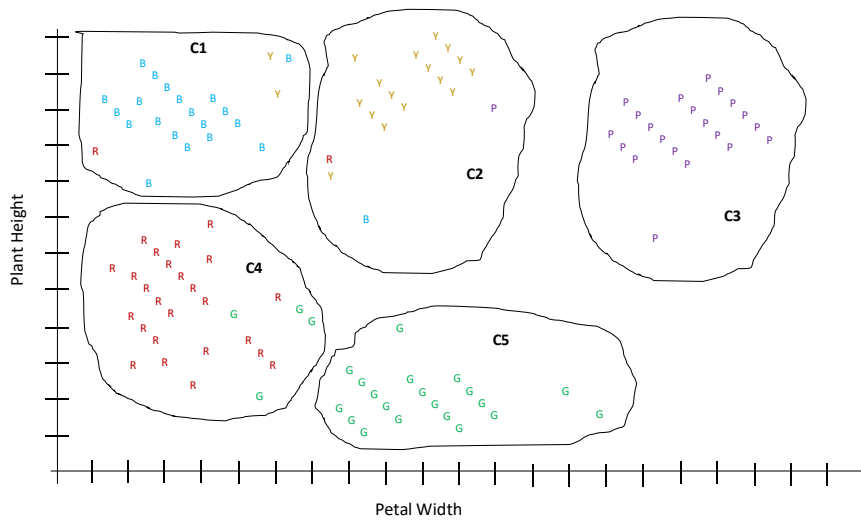 Y
C1 Y Y
Y B Y Y Y
B Y Y
B Y P
B Y Y P
Y Y
B B B B Y Y P P P
B B B Y P P P P
B B B B Y P P P
B B P P P P
R B B R P P P
P P
Y C2
B
B C3
R
R R P
R R
R R C4
R R
R R
R R R
R R G G
R G G
R R C5
R R
R R R G
R G G G
G G G G
G G G G G
G G G G G
G G
Plant Height
Petal Width